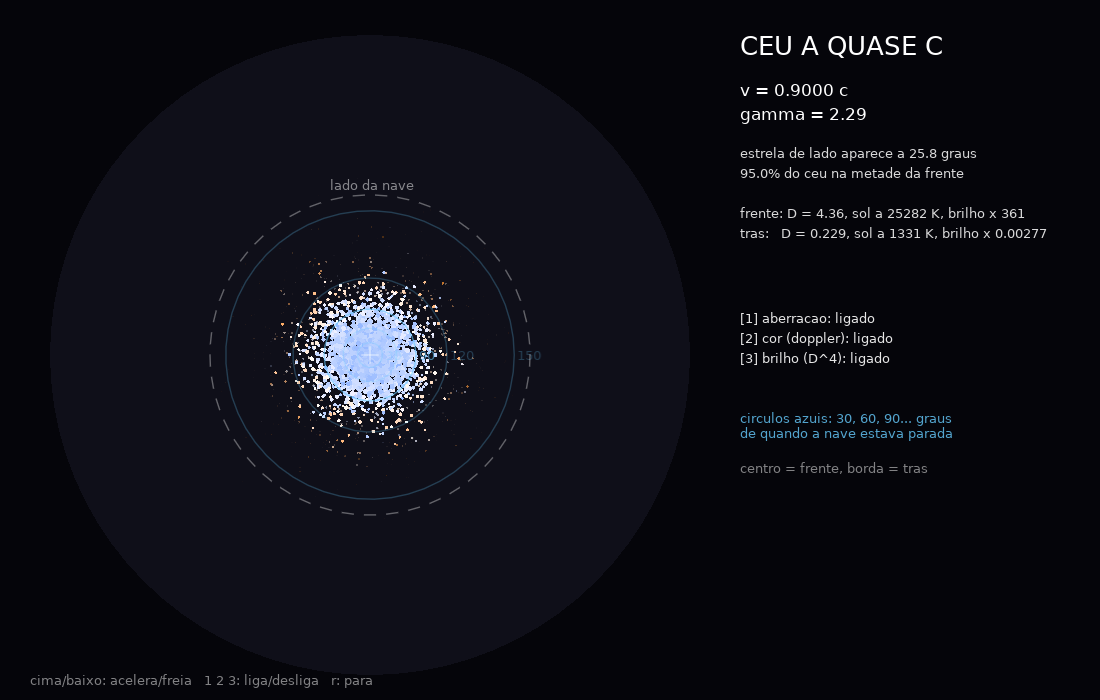 CEU A QUASE C
v = 0.9000 c
gamma = 2.29
estrela de lado aparece a 25.8 graus
95.0% do ceu na metade da frente
frente: D = 4.36, sol a 25282 K, brilho x 361
tras:   D = 0.229, sol a 1331 K, brilho x 0.00277
[1] aberracao: ligado
[2] cor (doppler): ligado
[3] brilho (D^4): ligado
circulos azuis: 30, 60, 90... graus
de quando a nave estava parada
centro = frente, borda = tras
lado da nave
120
150
cima/baixo: acelera/freia   1 2 3: liga/desliga   r: para